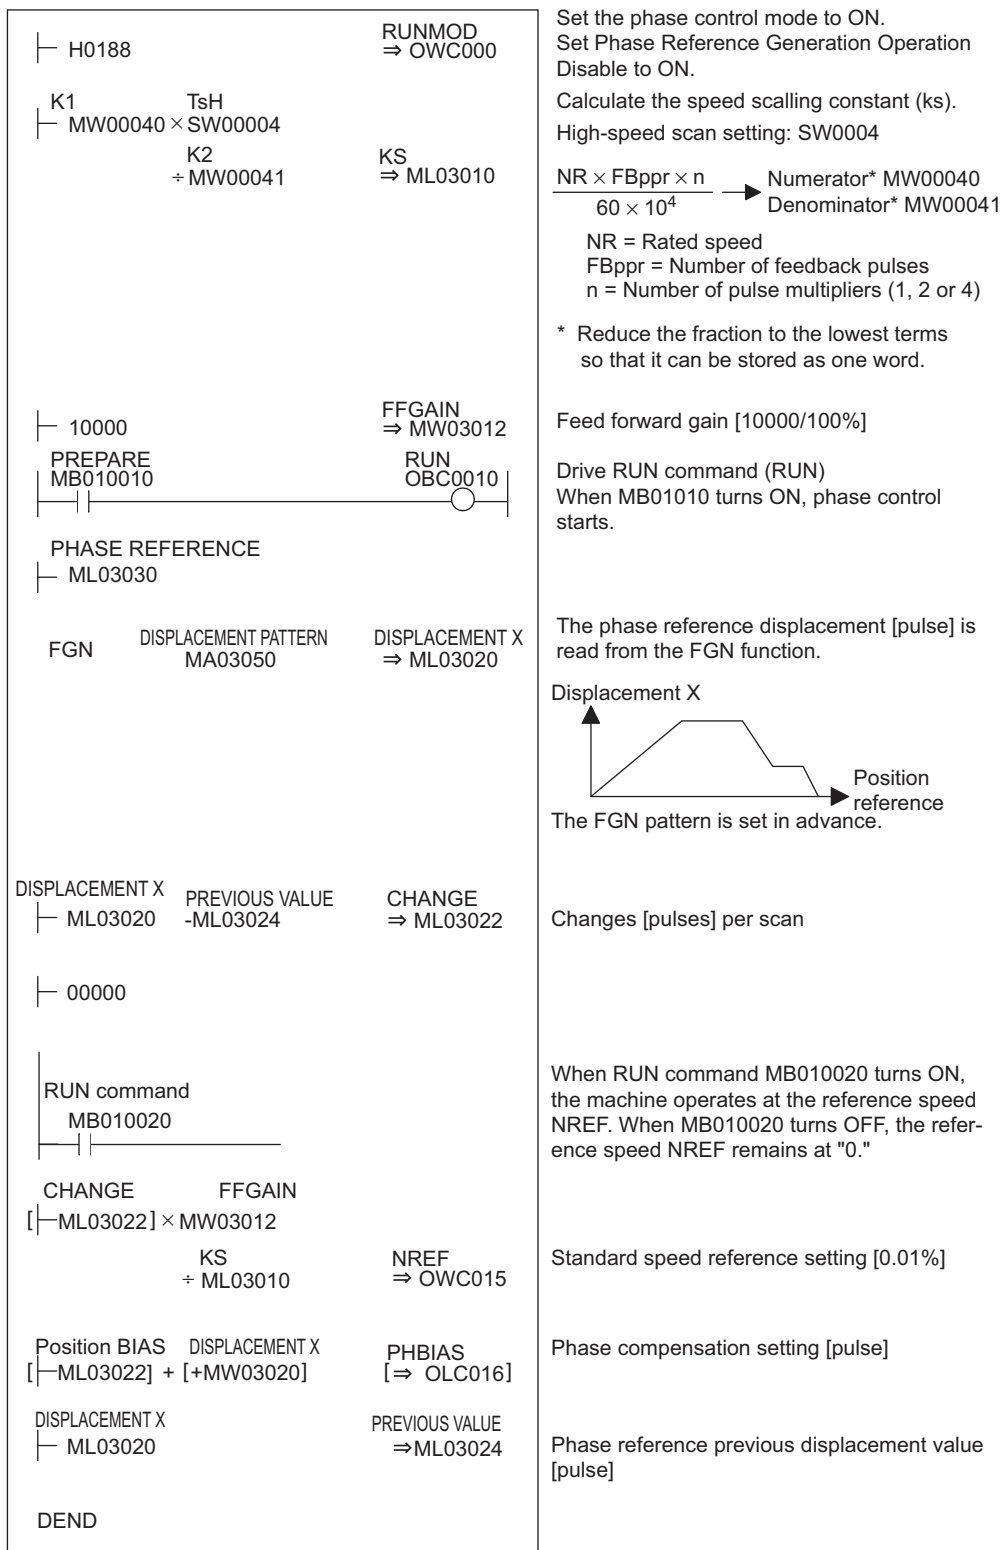 RUNMOD
H0188 ⇒ OWC000
Set the phase control mode to ON.
Set Phase Reference Generation Operation
Disable to ON.
K1 TsH
MW00040 × SW00004
K2 KS
÷ MW00041 ⇒ ML03010
Calculate the speed scalling constant (ks).
High-speed scan setting: SW0004
NR × FBppr × n
60 × 10⁴
Numerator* MW00040
Denominator* MW00041
NR = Rated speed
FBppr = Number of feedback pulses
n = Number of pulse multipliers (1, 2 or 4)
* Reduce the fraction to the lowest terms
so that it can be stored as one word.
FFGAIN
10000 ⇒ MW03012
Feed forward gain [10000/100%]
PREPARE RUN
MB010010 OBC0010
Drive RUN command (RUN)
When MB01010 turns ON, phase control
starts.
PHASE REFERENCE
ML03030
FGN DISPLACEMENT PATTERN DISPLACEMENT X
MA03050 ⇒ ML03020
The phase reference displacement [pulse] is
read from the FGN function.
Displacement X
Position
reference
The FGN pattern is set in advance.
DISPLACEMENT X PREVIOUS VALUE CHANGE
ML03020 -ML03024 ⇒ ML03022
Changes [pulses] per scan
00000
RUN command
MB010020
When RUN command MB010020 turns ON,
the machine operates at the reference speed
NREF. When MB010020 turns OFF, the refer-
ence speed NREF remains at "0."
CHANGE FFGAIN
[ML03022] × MW03012
KS NREF
÷ ML03010 ⇒ OWC015
Standard speed reference setting [0.01%]
Position BIAS DISPLACEMENT X PHBIAS
[ML03022] + [+MW03020] [⇒ OLC016]
Phase compensation setting [pulse]
DISPLACEMENT X PREVIOUS VALUE
ML03020 ⇒ML03024
Phase reference previous displacement value
[pulse]
DEND